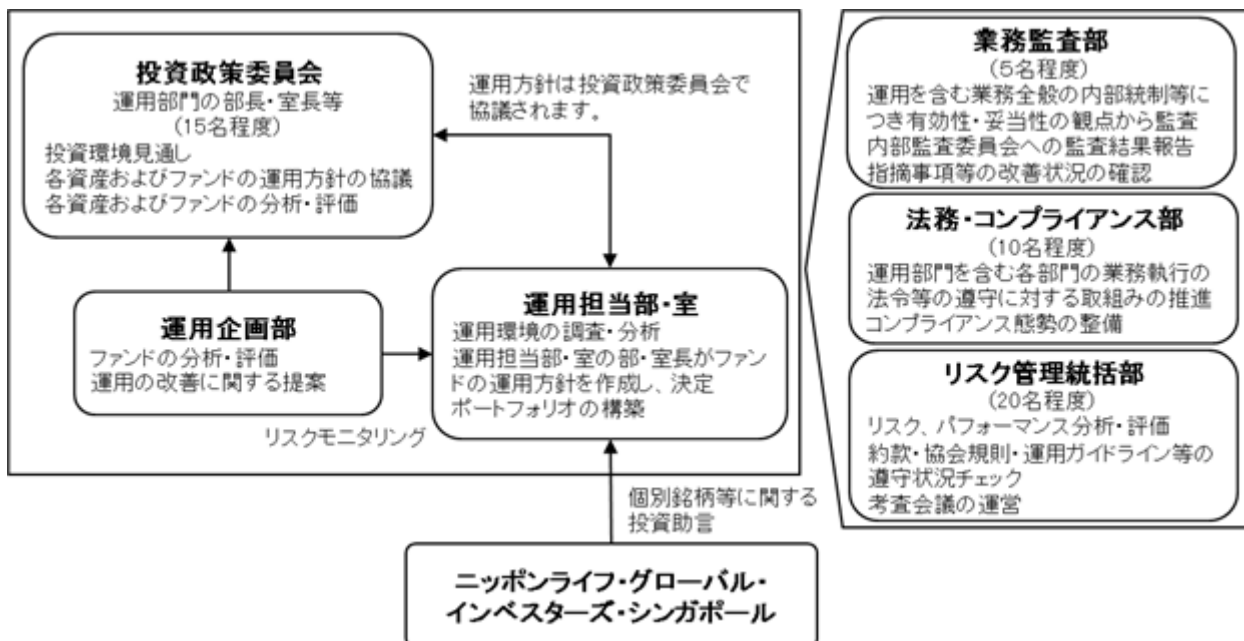 投資政策委員会
運用部門の部長・室長等
(15名程度)
投資環境見通し
各資産およびファンドの運用方針の協議
各資産およびファンドの分析・評価
運用方針は投資政策委員会で
協議されます。
運用企画部
ファンドの分析・評価
運用の改善に関する提案
リスクモニタリング
運用担当部・室
運用環境の調査・分析
運用担当部・室の部・室長がファン
ドの運用方針を作成し、決定
ポートフォリオの構築
個別銘柄等に関する
投資助言
ニッポンライフ・グローバル・
インベスターズ・シンガポール
業務監査部
(5名程度)
運用を含む業務全般の内部統制等に
つき有効性・妥当性の観点から監査
内部監査委員会への監査結果報告
指摘事項等の改善状況の確認
法務・コンプライアンス部
(10名程度)
運用部門を含む各部門の業務執行の
法令等の遵守に対する取組みの推進
コンプライアンス態勢の整備
リスク管理統括部
(20名程度)
リスク、パフォーマンス分析・評価
約款・協会規則・運用ガイドライン等の
遵守状況チェック
考査会議の運営